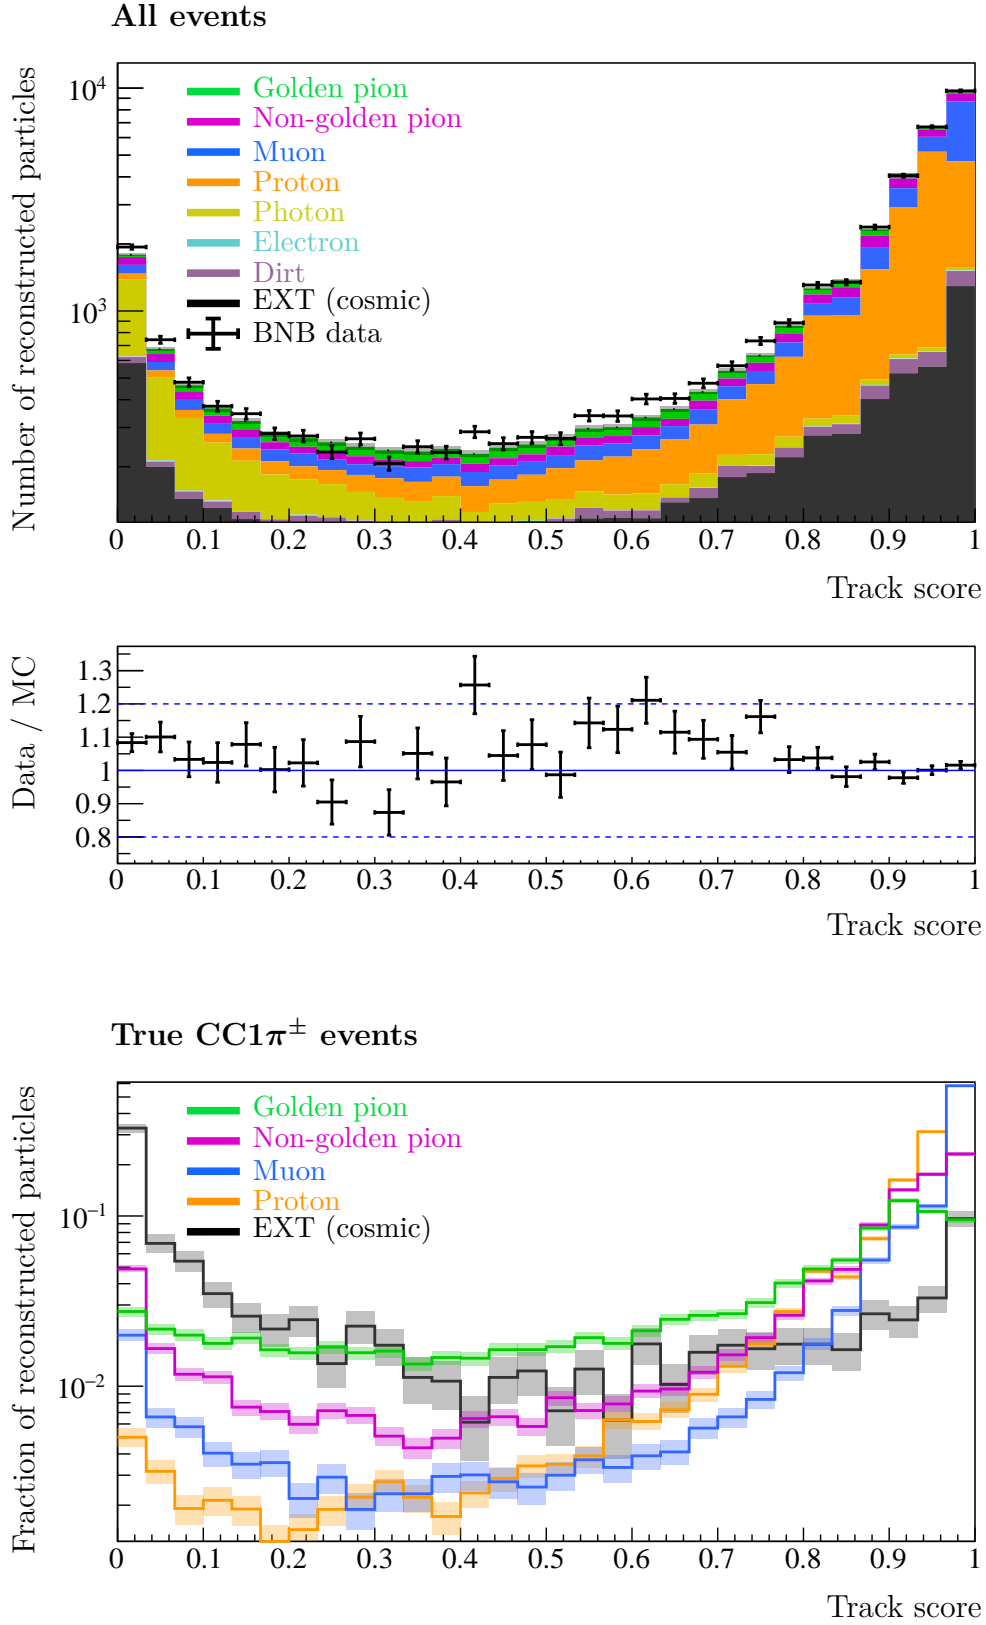 All events
Number of reconstructed particles
10⁴
10³
Golden pion
Non-golden pion
Muon
Proton
Photon
Electron
Dirt
EXT (cosmic)
BNB data
0 0.1 0.2 0.3 0.4 0.5 0.6 0.7 0.8 0.9 1
Track score
Data / MC
1.3
1.2
1.1
1
0.9
0.8
0 0.1 0.2 0.3 0.4 0.5 0.6 0.7 0.8 0.9 1
Track score
True CC1π± events
Fraction of reconstructed particles
10⁻¹
10⁻²
Golden pion
Non-golden pion
Muon
Proton
EXT (cosmic)
0 0.1 0.2 0.3 0.4 0.5 0.6 0.7 0.8 0.9 1
Track score